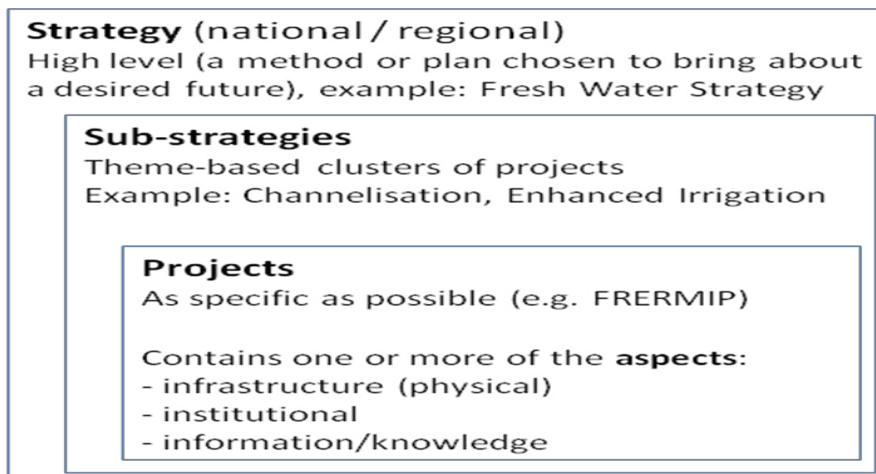 Strategy (national / regional)
High level (a method or plan chosen to bring about
a desired future), example: Fresh Water Strategy
Sub-strategies
Theme-based clusters of projects
Example: Channelisation, Enhanced Irrigation
Projects
As specific as possible (e.g. FRERMIP)
Contains one or more of the aspects:
- infrastructure (physical)
- institutional
- information/knowledge